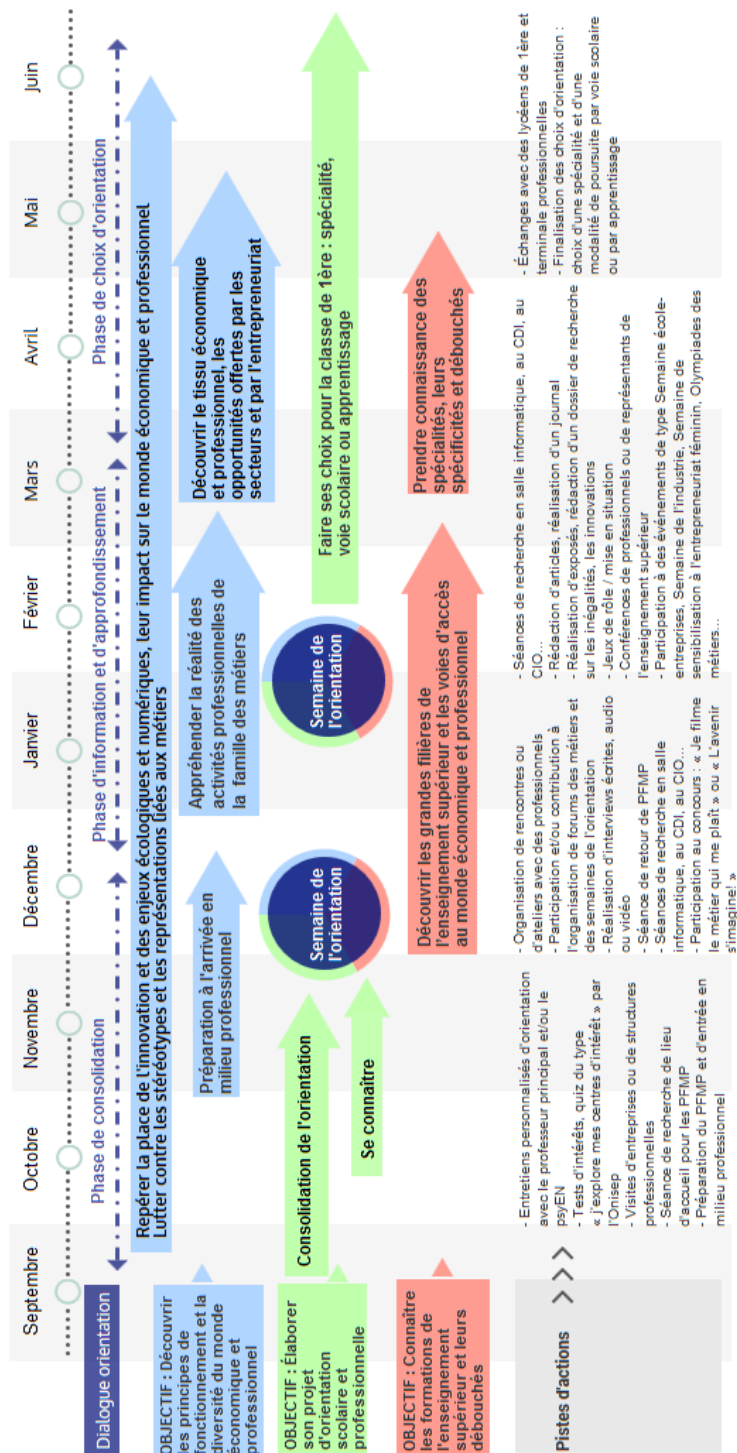 Septembre
Octobre
Novembre
Décembre
Janvier
Février
Mars
Avril
Mai
Juin
Dialogue orientation
Phase de consolidation
Phase d'information et d'approfondissement
Phase de choix d'orientation
OBJECTIF : Découvrir
les principes de
fonctionnement et la
diversité du monde
économique et
professionnel
Repérer la place de l'innovation et des enjeux écologiques et numériques, leur impact sur le monde économique et professionnel
Lutter contre les stéréotypes et les représentations liées aux métiers
Préparation à l'arrivée en
milieu professionnel
Appréhender la réalité des
activités professionnelles de
la famille des métiers
Découvrir le tissu économique
et professionnel, les
opportunités offertes par les
secteurs et par l'entrepreneuriat
OBJECTIF : Élaborer
son projet
d'orientation
scolaire et
professionnelle
Consolidation de l'orientation
Se connaître
Semaine de
l'orientation
Semaine de
l'orientation
Faire ses choix pour la classe de 1ère : spécialité,
voie scolaire ou apprentissage
OBJECTIF : Connaître
les formations de
l'enseignement
supérieur et leurs
débouchés
Découvrir les grandes filières de
l'enseignement supérieur et les voies d'accès
au monde économique et professionnel
Prendre connaissance des
spécialités, leurs
spécificités et débouchés
Pistes d'actions >>>
- Entretiens personnalisés d'orientation
avec le professeur principal et/ou le
psyEN
- Tests d'intérêts, quiz du type
« j'explore mes centres d'intérêt » par
l'Onisep
- Visites d'entreprises ou de structures
professionnelles
- Séance de recherche de lieu
d'accueil pour les PFMP
- Préparation du PFMP et d'entrée en
milieu professionnel
- Organisation de rencontres ou
d'ateliers avec des professionnels
- Participation et/ou contribution à
l'organisation de forums des métiers et
des semaines de l'orientation
- Réalisation d'interviews écrites, audio
ou vidéo
- Séance de retour de PFMP
- Séances de recherche en salle
informatique, au CDI, au CIO...
- Participation au concours : « Je filme
le métier qui me plaît » ou « L'avenir
s'imagine! »
- Séances de recherche en salle informatique, au CDI, au
CIO...
- Rédaction d'articles, réalisation d'un journal
- Réalisation d'exposés, rédaction d'un dossier de recherche
sur les inégalités, les innovations
- Jeux de rôle / mise en situation
- Conférences de professionnels ou de représentants de
l'enseignement supérieur
- Participation à des événements de type Semaine école-
entreprises, Semaine de l'industrie, Semaine de
sensibilisation à l'entrepreneuriat féminin, Olympiades des
métiers...
- Échanges avec des lycéens de 1ère et
terminale professionnelles
- Finalisation des choix d'orientation :
choix d'une spécialité et d'une
modalité de poursuite par voie scolaire
ou par apprentissage